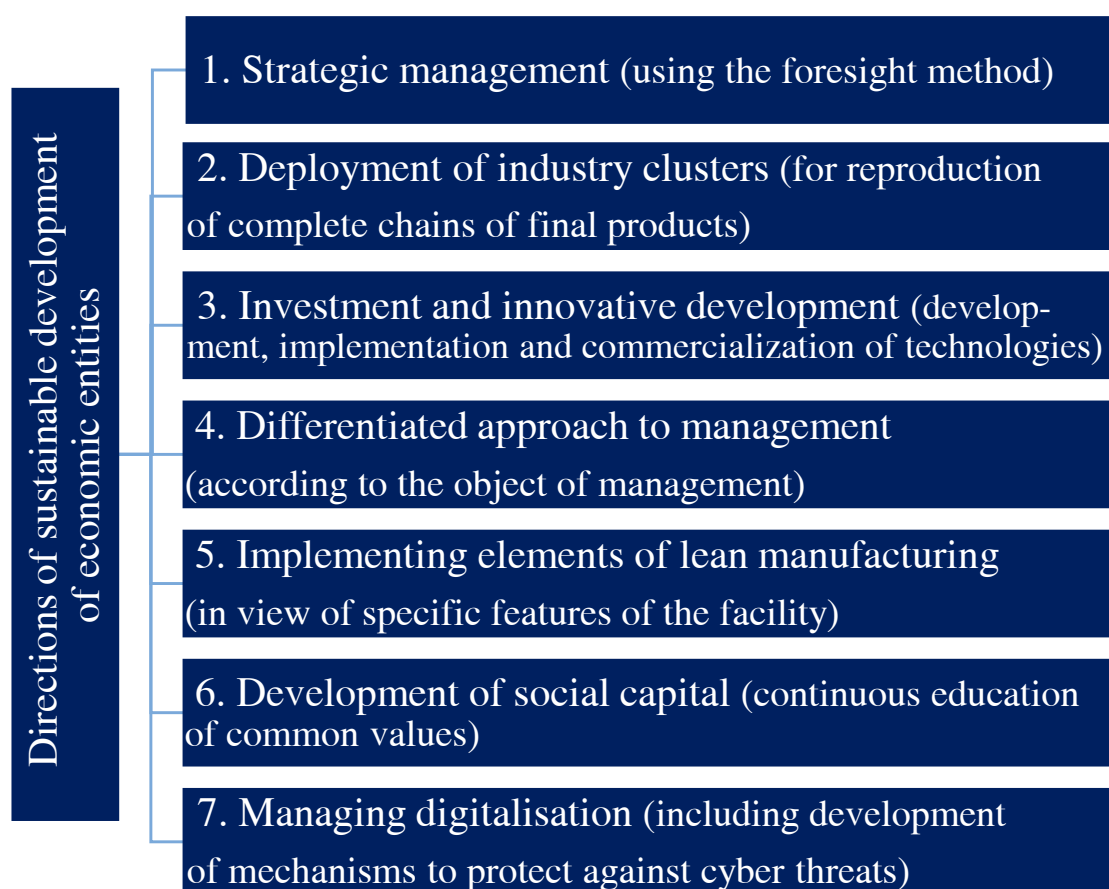 Directions of sustainable development
of economic entities
1. Strategic management (using the foresight method)
2. Deployment of industry clusters (for reproduction
of complete chains of final products)
3. Investment and innovative development (develop-
ment, implementation and commercialization of technologies)
4. Differentiated approach to management
(according to the object of management)
5. Implementing elements of lean manufacturing
(in view of specific features of the facility)
6. Development of social capital (continuous education
of common values)
7. Managing digitalisation (including development
of mechanisms to protect against cyber threats)